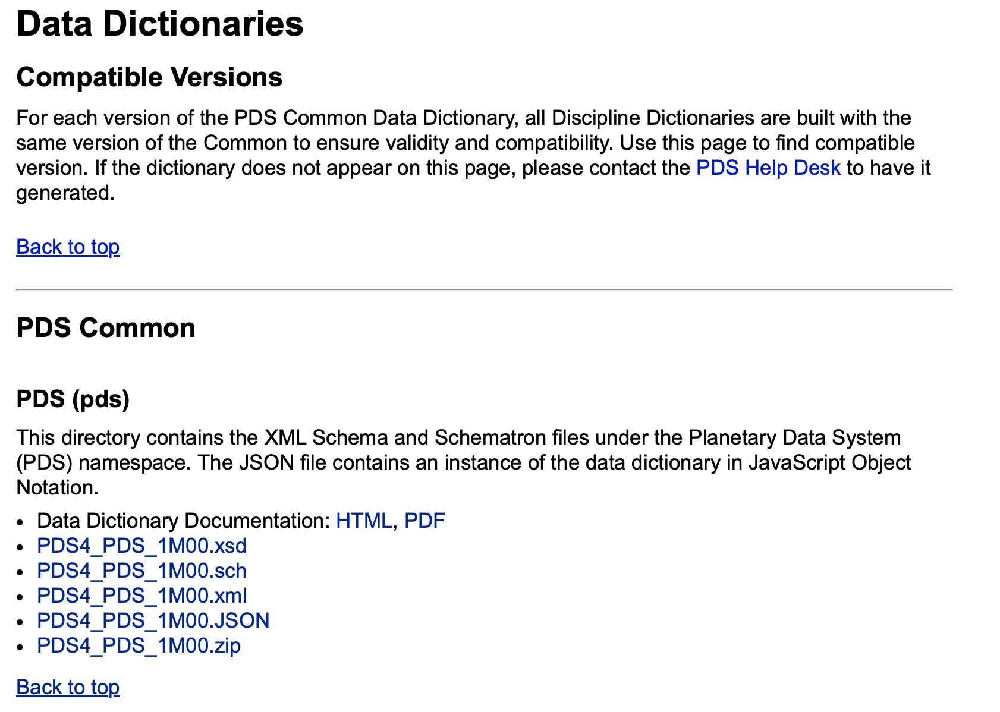 Data Dictionaries
Compatible Versions
For each version of the PDS Common Data Dictionary, all Discipline Dictionaries are built with the
same version of the Common to ensure validity and compatibility. Use this page to find compatible
version. If the dictionary does not appear on this page, please contact the PDS Help Desk to have it
generated.
Back to top
PDS Common
PDS (pds)
This directory contains the XML Schema and Schematron files under the Planetary Data System
(PDS) namespace. The JSON file contains an instance of the data dictionary in JavaScript Object
Notation.
• Data Dictionary Documentation: HTML, PDF
• PDS4_PDS_1M00.xsd
• PDS4_PDS_1M00.sch
• PDS4_PDS_1M00.xml
• PDS4_PDS_1M00.JSON
• PDS4_PDS_1M00.zip
Back to top